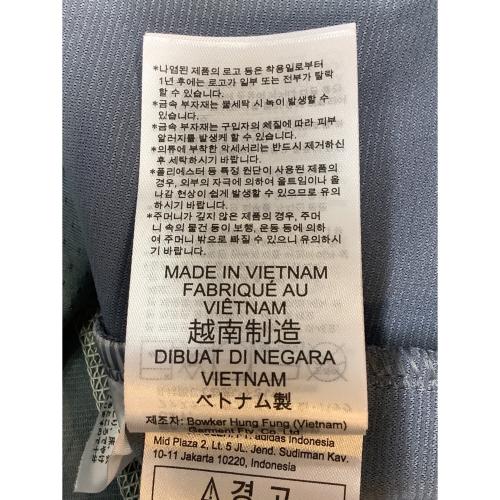 *나염된 제품의 로고 등은 착용일로부터
1년 후에는 로고가 일부 또는 전부가 탈락
할 수 있습니다.
*금속 부자재는 물세탁 시 녹이 발생할 수
있습니다.
*금속 부자재는 구입자의 체질에 따라 피부
알러지를 발생케 할 수 있습니다.
*의류에 부착한 악세서리는 반드시 제거하신
후 세탁하시기 바랍니다.
*폴리에스터 등 특정 원단이 사용된 제품의
경우, 외부의 자극에 의하여 올트임이나 올
나감 현상이 쉽게 발생할 수 있으므로 유의
하시기 바랍니다.
*주머니가 깊지 않은 제품의 경우, 주머
니 속의 물건 등이 보행, 운동 등에 의하
여 주머니 밖으로 빠질 수 있으니 유의하시
기 바랍니다.
MADE IN VIETNAM
FABRIQUÉ AU
VIÊTNAM
越南制造
DIBUAT DI NEGARA
VIETNAM
ベトナム製
제조자: Bowker Hung Fung (Vietnam)
Garment Fty. Co. Ltd
PT. adidas Indonesia
Mid Plaza 2, Lt. 5 JL. Jend. Sudirman Kav.
10-11 Jakarta 10220, Indonesia
경 고